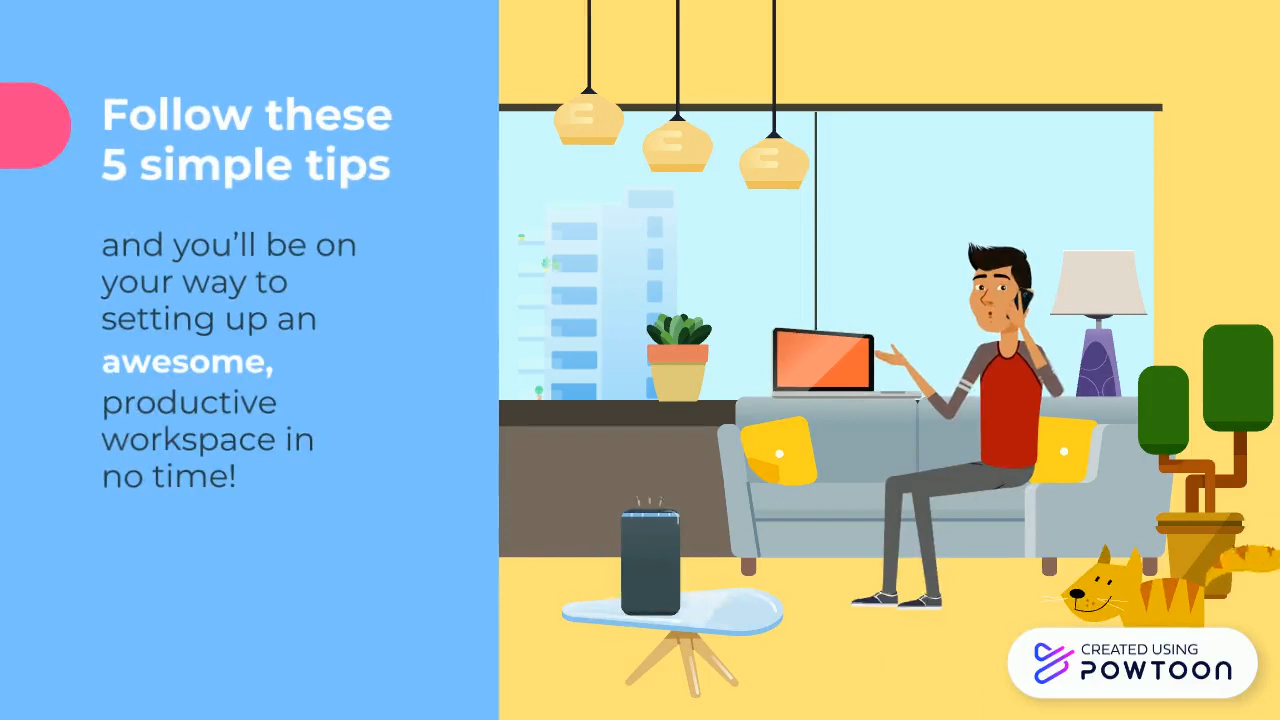 Follow these
5 simple tips
and you'll be on
your way to
setting up an
awesome,
productive
workspace in
no time!
CREATED USING
POWTOON